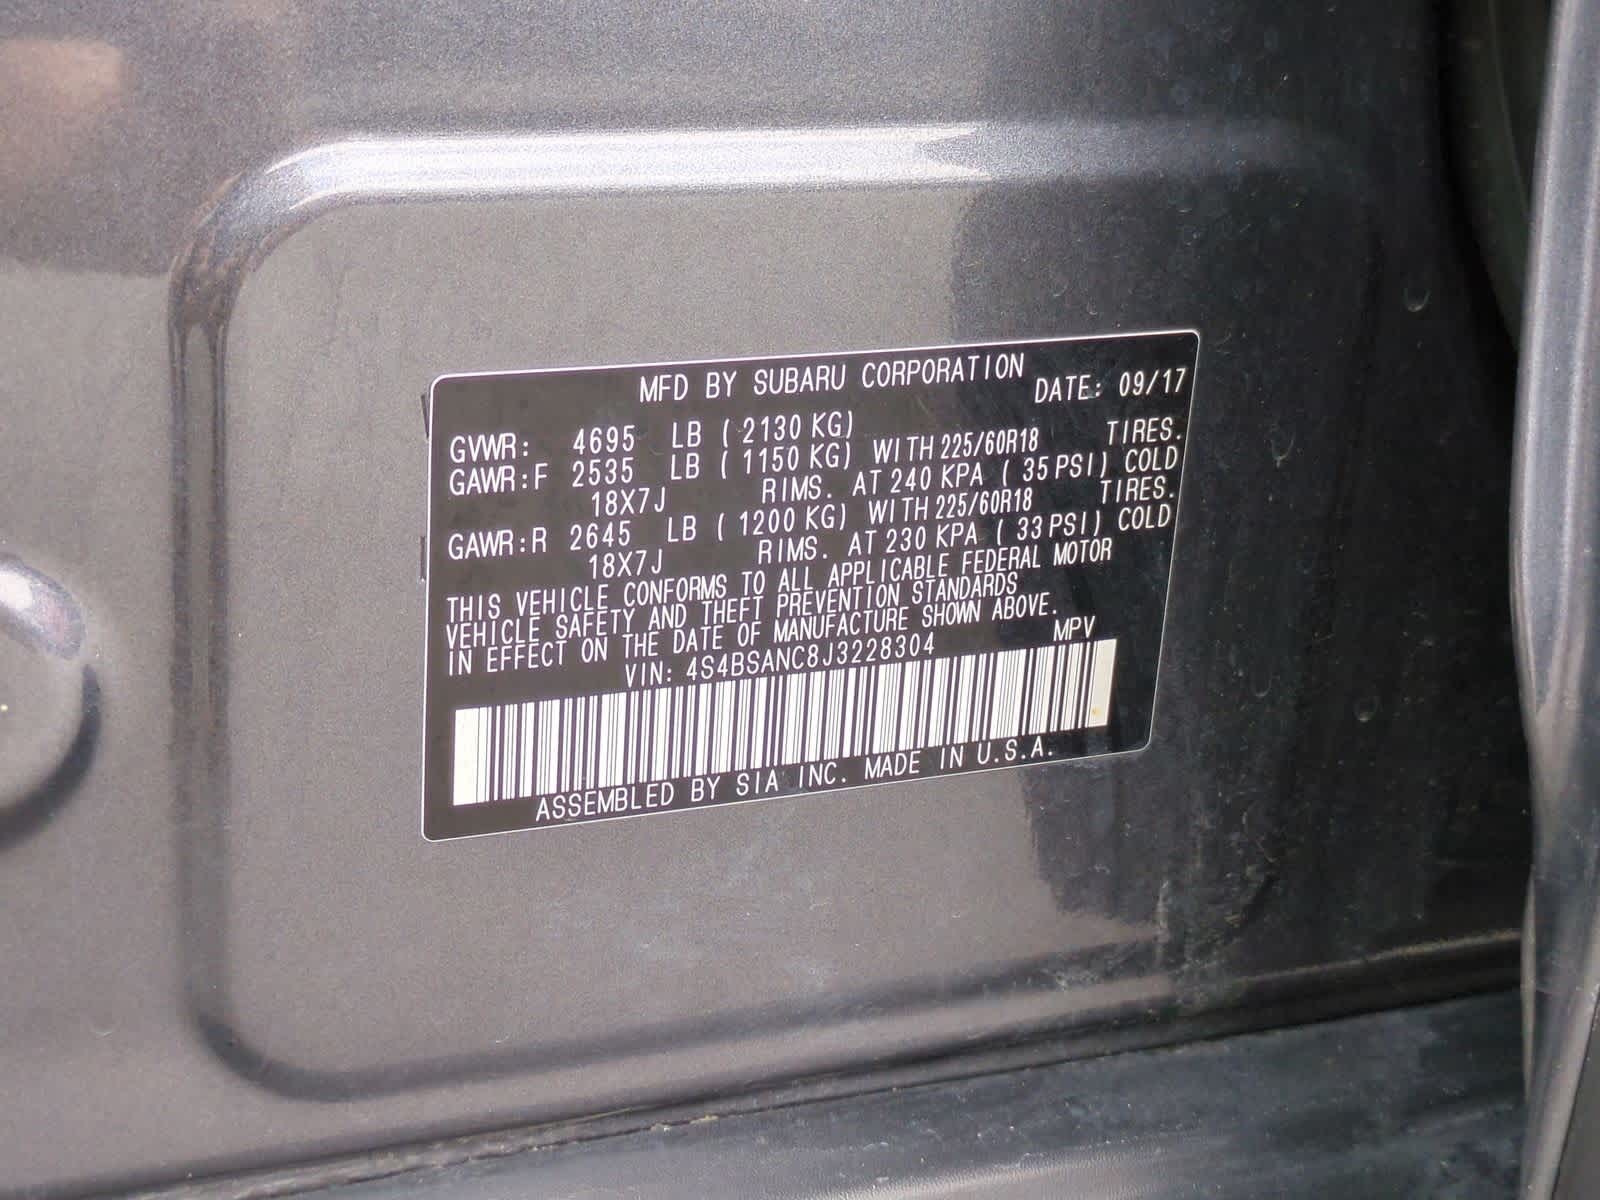 MFD BY SUBARU CORPORATION DATE: 09/17
GVWR: 4695 LB ( 2130 KG)
GAWR:F 2535 LB ( 1150 KG) WITH 225/60R18 TIRES.
18X7J RIMS. AT 240 KPA ( 35 PSI) COLD
GAWR:R 2645 LB ( 1200 KG) WITH 225/60R18 TIRES.
18X7J RIMS. AT 230 KPA ( 33 PSI) COLD
THIS VEHICLE CONFORMS TO ALL APPLICABLE FEDERAL MOTOR
VEHICLE SAFETY AND THEFT PREVENTION STANDARDS
IN EFFECT ON THE DATE OF MANUFACTURE SHOWN ABOVE.
VIN: 4S4BSANC8J3228304 MPV
ASSEMBLED BY SIA INC. MADE IN U.S.A.